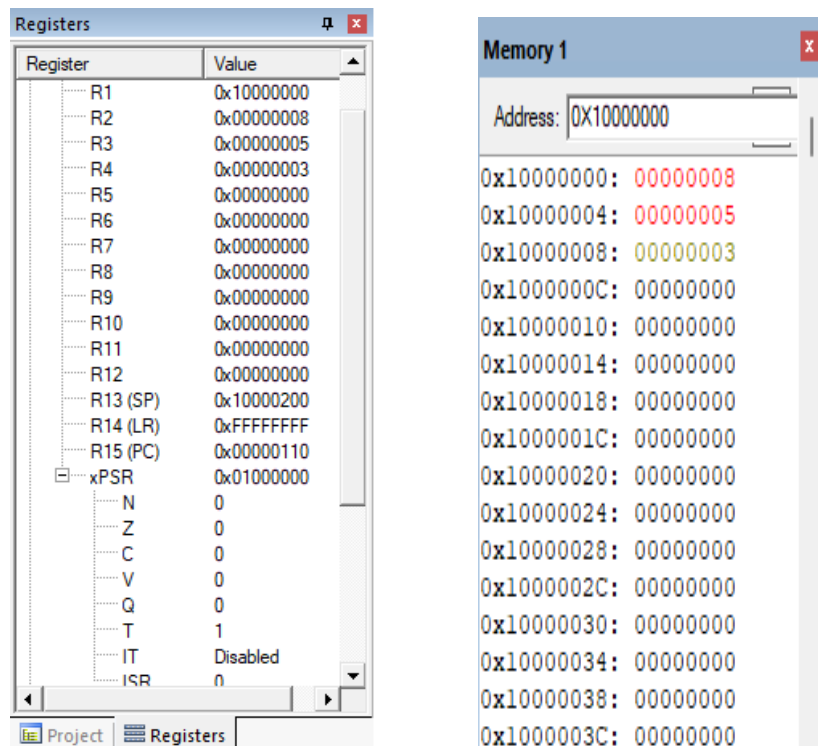 Registers
Register Value
R1 0x10000000
R2 0x00000008
R3 0x00000005
R4 0x00000003
R5 0x00000000
R6 0x00000000
R7 0x00000000
R8 0x00000000
R9 0x00000000
R10 0x00000000
R11 0x00000000
R12 0x00000000
R13 (SP) 0x10000200
R14 (LR) 0xFFFFFFFF
R15 (PC) 0x00000110
xPSR 0x01000000
N 0
Z 0
C 0
V 0
Q 0
T 1
IT Disabled
ISR 0
Project Registers
Memory 1
Address: 0X10000000
0x10000000: 00000008
0x10000004: 00000005
0x10000008: 00000003
0x1000000C: 00000000
0x10000010: 00000000
0x10000014: 00000000
0x10000018: 00000000
0x1000001C: 00000000
0x10000020: 00000000
0x10000024: 00000000
0x10000028: 00000000
0x1000002C: 00000000
0x10000030: 00000000
0x10000034: 00000000
0x10000038: 00000000
0x1000003C: 00000000